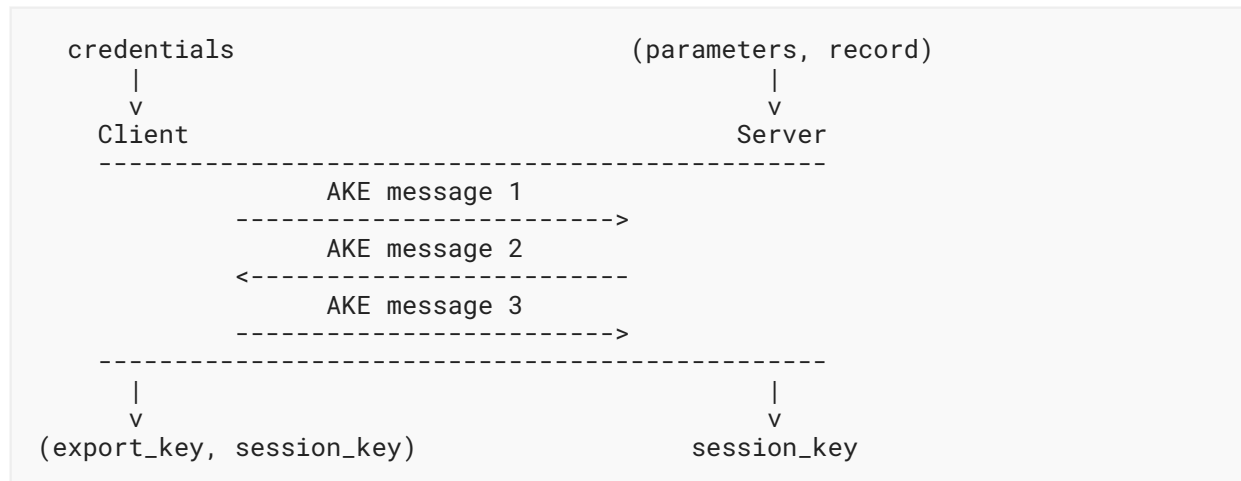 credentials (parameters, record)
| |
v v
Client Server
------------------------------------------------
AKE message 1
------------------------->
AKE message 2
<-------------------------
AKE message 3
------------------------->
------------------------------------------------
| |
v v
(export_key, session_key) session_key